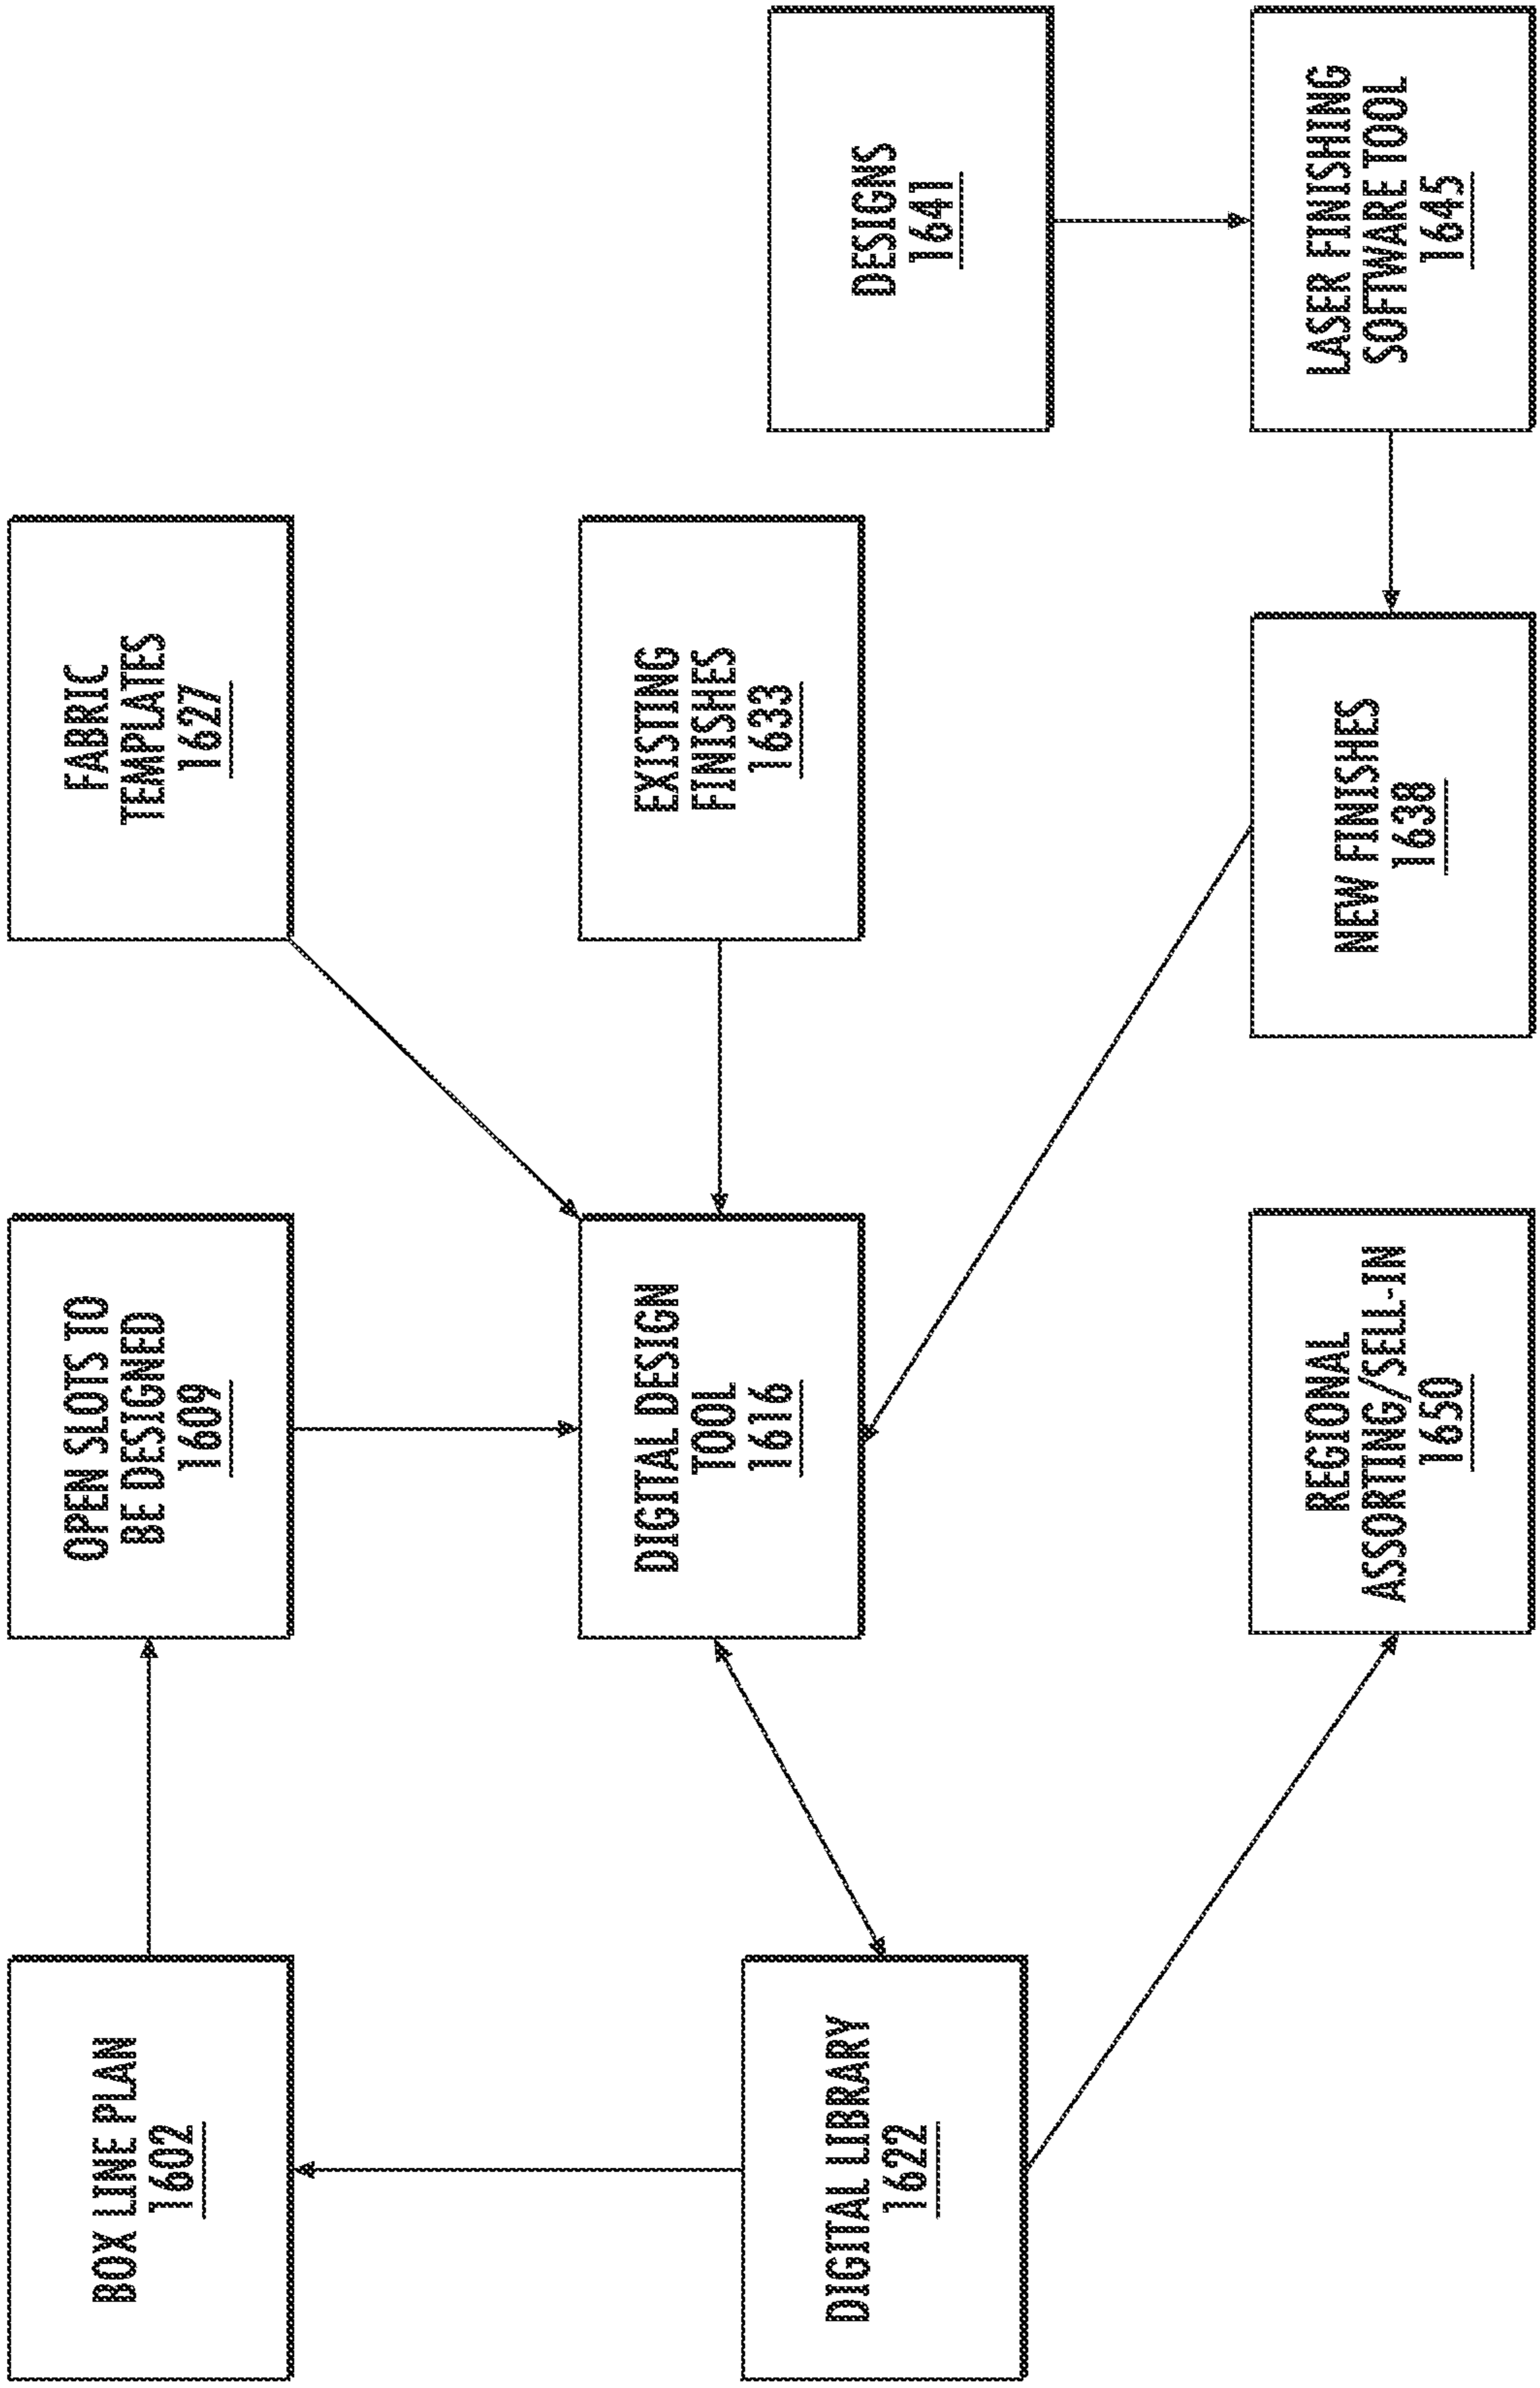 BOX LINE PLAN
1602
OPEN SLOTS TO
BE DESIGNED
1609
FABRIC
TEMPLATES
1627
DIGITAL DESIGN
TOOL
1616
EXISTING
FINISHES
1633
DIGITAL LIBRARY
1622
DESIGNS
1641
REGIONAL
ASSORTING/SELL-IN
1650
NEW FINISHES
1638
LASER FINISHING
SOFTWARE TOOL
1645